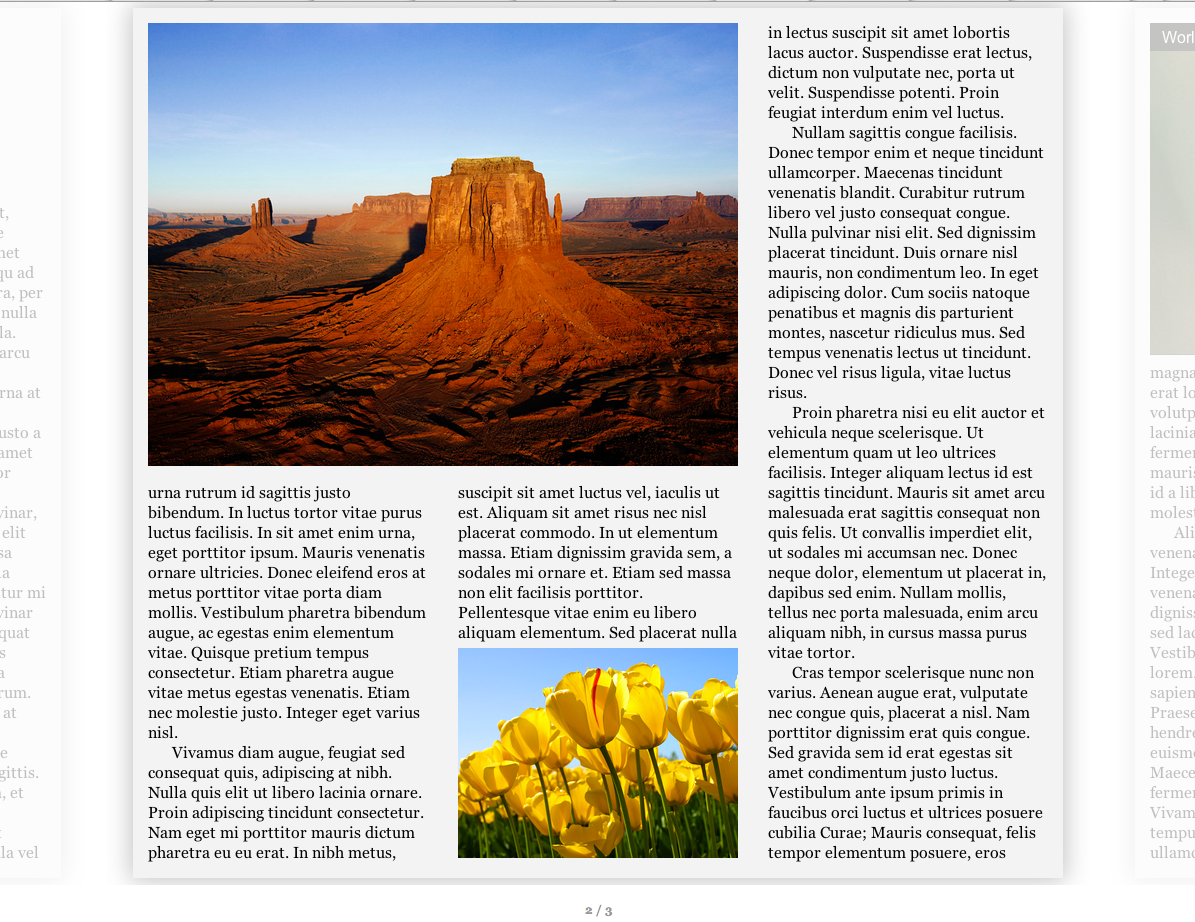 urna rutrum id sagittis justo
bibendum. In luctus tortor vitae purus
luctus facilisis. In sit amet enim urna,
eget porttitor ipsum. Mauris venenatis
ornare ultricies. Donec eleifend eros at
metus porttitor vitae porta diam
mollis. Vestibulum pharetra bibendum
augue, ac egestas enim elementum
vitae. Quisque pretium tempus
consectetur. Etiam pharetra augue
vitae metus egestas venenatis. Etiam
nec molestie justo. Integer eget varius
nisl.
Vivamus diam augue, feugiat sed
consequat quis, adipiscing at nibh.
Nulla quis elit ut libero lacinia ornare.
Proin adipiscing tincidunt consectetur.
Nam eget mi porttitor mauris dictum
pharetra eu eu erat. In nibh metus,
suscipit sit amet luctus vel, iaculis ut
est. Aliquam sit amet risus nec nisl
placerat commodo. In ut elementum
massa. Etiam dignissim gravida sem, a
sodales mi ornare et. Etiam sed massa
non elit facilisis porttitor.
Pellentesque vitae enim eu libero
aliquam elementum. Sed placerat nulla
in lectus suscipit sit amet lobortis
lacus auctor. Suspendisse erat lectus,
dictum non vulputate nec, porta ut
velit. Suspendisse potenti. Proin
feugiat interdum enim vel luctus.
Nullam sagittis congue facilisis.
Donec tempor enim et neque tincidunt
ullamcorper. Maecenas tincidunt
venenatis blandit. Curabitur rutrum
libero vel justo consequat congue.
Nulla pulvinar nisi elit. Sed dignissim
placerat tincidunt. Duis ornare nisl
mauris, non condimentum leo. In eget
adipiscing dolor. Cum sociis natoque
penatibus et magnis dis parturient
montes, nascetur ridiculus mus. Sed
tempus venenatis lectus ut tincidunt.
Donec vel risus ligula, vitae luctus
risus.
Proin pharetra nisi eu elit auctor et
vehicula neque scelerisque. Ut
elementum quam ut leo ultrices
facilisis. Integer aliquam lectus id est
sagittis tincidunt. Mauris sit amet arcu
malesuada erat sagittis consequat non
quis felis. Ut convallis imperdiet elit,
ut sodales mi accumsan nec. Donec
neque dolor, elementum ut placerat in,
dapibus sed enim. Nullam mollis,
tellus nec porta malesuada, enim arcu
aliquam nibh, in cursus massa purus
vitae tortor.
Cras tempor scelerisque nunc non
varius. Aenean augue erat, vulputate
nec congue quis, placerat a nisl. Nam
porttitor dignissim erat quis congue.
Sed gravida sem id erat egestas sit
amet condimentum justo luctus.
Vestibulum ante ipsum primis in
faucibus orci luctus et ultrices posuere
cubilia Curae; Mauris consequat, felis
tempor elementum posuere, eros
2 / 3